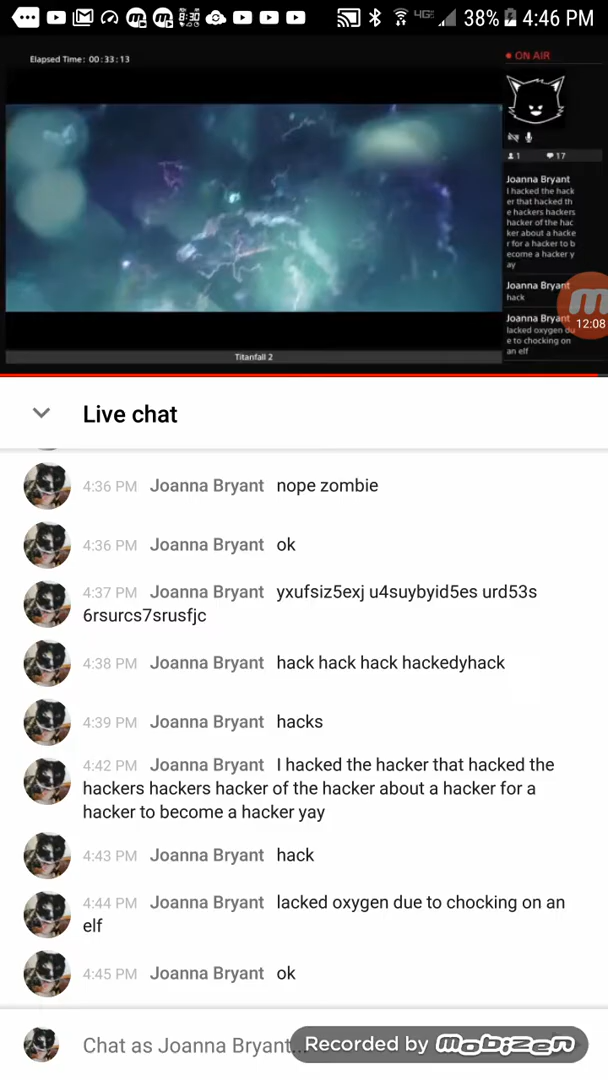 8:30
4GE
38%
4:46 PM
Elapsed Time: 00:33:13
ON AIR
1
17
Joanna Bryant
I hacked the hack
er that hacked th
e hackers hackers
hacker of the hac
ker about a hacke
r for a hacker to b
ecome a hacker y
ay
Joanna Bryant
hack
12:08
Joanna Bryant
lacked oxygen du
e to chocking on
an elf
Titanfall 2
Live chat
4:36 PM Joanna Bryant nope zombie
4:36 PM Joanna Bryant ok
4:37 PM Joanna Bryant yxufsiz5exj u4suybyid5es urd53s
6rsurcs7srusfjc
4:38 PM Joanna Bryant hack hack hack hackedyhack
4:39 PM Joanna Bryant hacks
4:42 PM Joanna Bryant I hacked the hacker that hacked the
hackers hackers hacker of the hacker about a hacker for a
hacker to become a hacker yay
4:43 PM Joanna Bryant hack
4:44 PM Joanna Bryant lacked oxygen due to chocking on an
elf
4:45 PM Joanna Bryant ok
Chat as Joanna Bryant...
Recorded by mobizen